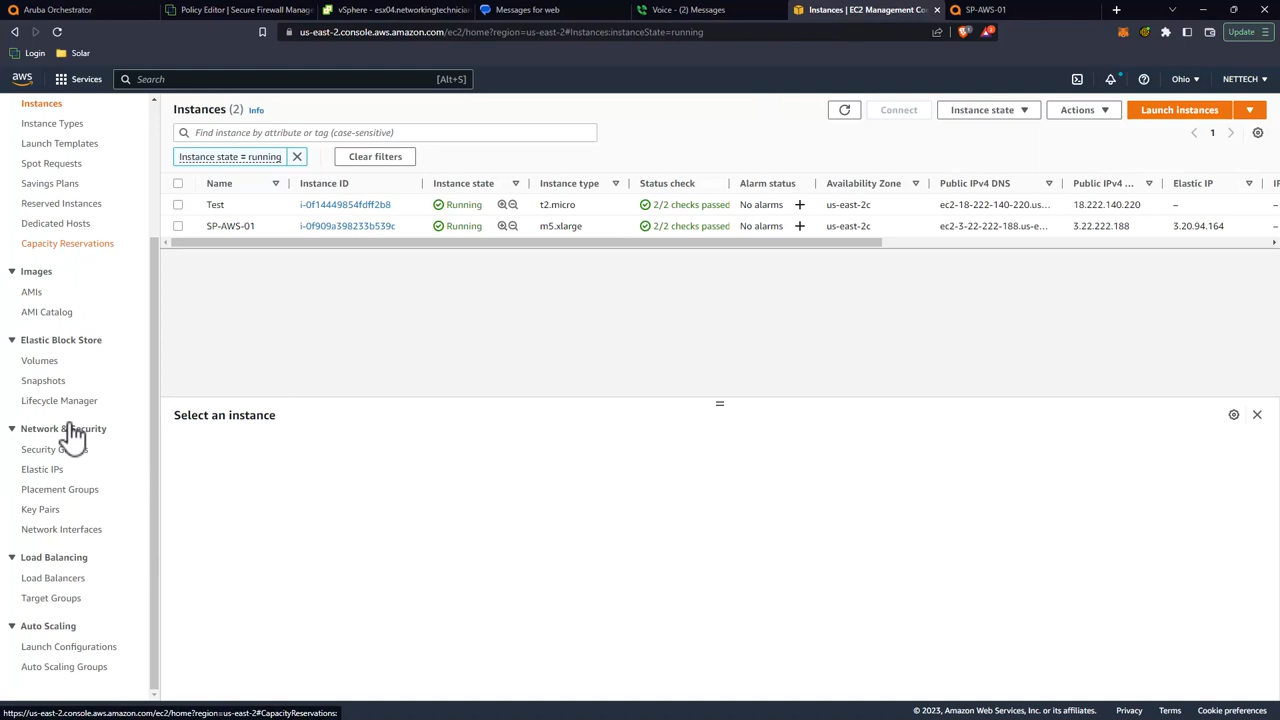 Aruba Orchestrator
Policy Editor | Secure Firewall Manage
vSphere - esx04.networkingtechnician
Messages for web
Voice - (2) Messages
Instances | EC2 Management Co
SP-AWS-01
us-east-2.console.aws.amazon.com/ec2/home?region=us-east-2#Instances:instanceState=running
Update
Login
Solar
aws
Services
Search
[Alt+S]
Ohio
NETTECH
Instances
Instance Types
Launch Templates
Spot Requests
Savings Plans
Reserved Instances
Dedicated Hosts
Capacity Reservations
Images
AMIs
AMI Catalog
Elastic Block Store
Volumes
Snapshots
Lifecycle Manager
Network & Security
Security
Elastic IPs
Placement Groups
Key Pairs
Network Interfaces
Load Balancing
Load Balancers
Target Groups
Auto Scaling
Launch Configurations
Auto Scaling Groups
Instances (2) Info
Connect
Instance state
Actions
Launch instances
Find instance by attribute or tag (case-sensitive)
1
Instance state = running
Clear filters
Name Instance ID Instance state Instance type Status check Alarm status Availability Zone Public IPv4 DNS Public IPv4 ... Elastic IP IP
Test i-0f14449854fdff2b8 Running t2.micro 2/2 checks passed No alarms + us-east-2c ec2-18-222-140-220.us... 18.222.140.220 –
SP-AWS-01 i-0f909a398233b539c Running m5.xlarge 2/2 checks passed No alarms + us-east-2c ec2-3-22-222-188.us-e... 3.22.222.188 3.20.94.164 –
Select an instance
https://us-east-2.console.aws.amazon.com/ec2/home?region=us-east-2#CapacityReservations:
© 2023, Amazon Web Services, Inc. or its affiliates.
Privacy
Terms
Cookie preferences